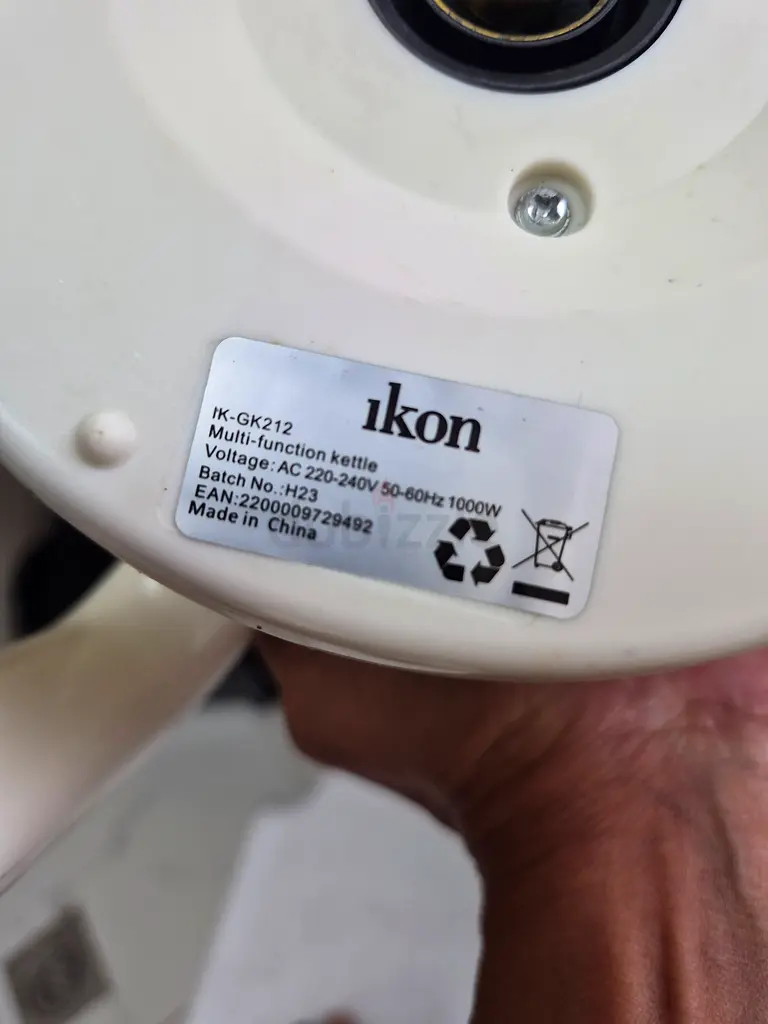 ıkon
IK-GK212
Multi-function kettle
Voltage: AC 220-240V 50-60Hz 1000W
Batch No.:H23
EAN:2200009729492
Made in China
dubizzle